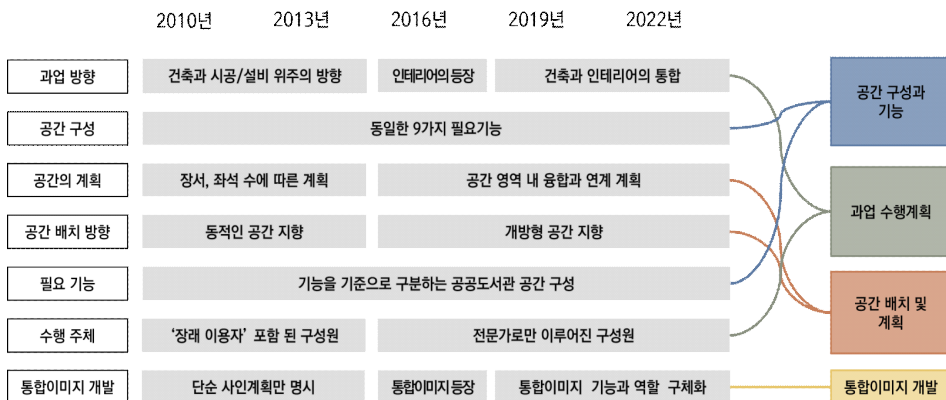 2010년 2013년 2016년 2019년 2022년
과업 방향 건축과 시공/설비 위주의 방향 인테리어의 등장 건축과 인테리어의 통합
공간 구성과
기능
공간 구성 동일한 9가지 필요기능
공간의 계획 장서, 좌석 수에 따른 계획 공간 영역 내 융합과 연계 계획
과업 수행계획
공간 배치 방향 동적인 공간 지향 개방형 공간 지향
필요 기능 기능을 기준으로 구분하는 공공도서관 공간 구성
공간 배치 및
계획
수행 주체 '장래 이용자' 포함 된 구성원 전문가로만 이루어진 구성원
통합이미지 개발 단순 사인계획만 명시 통합이미지 등장 통합이미지 기능과 역할 구체화 통합이미지 개발